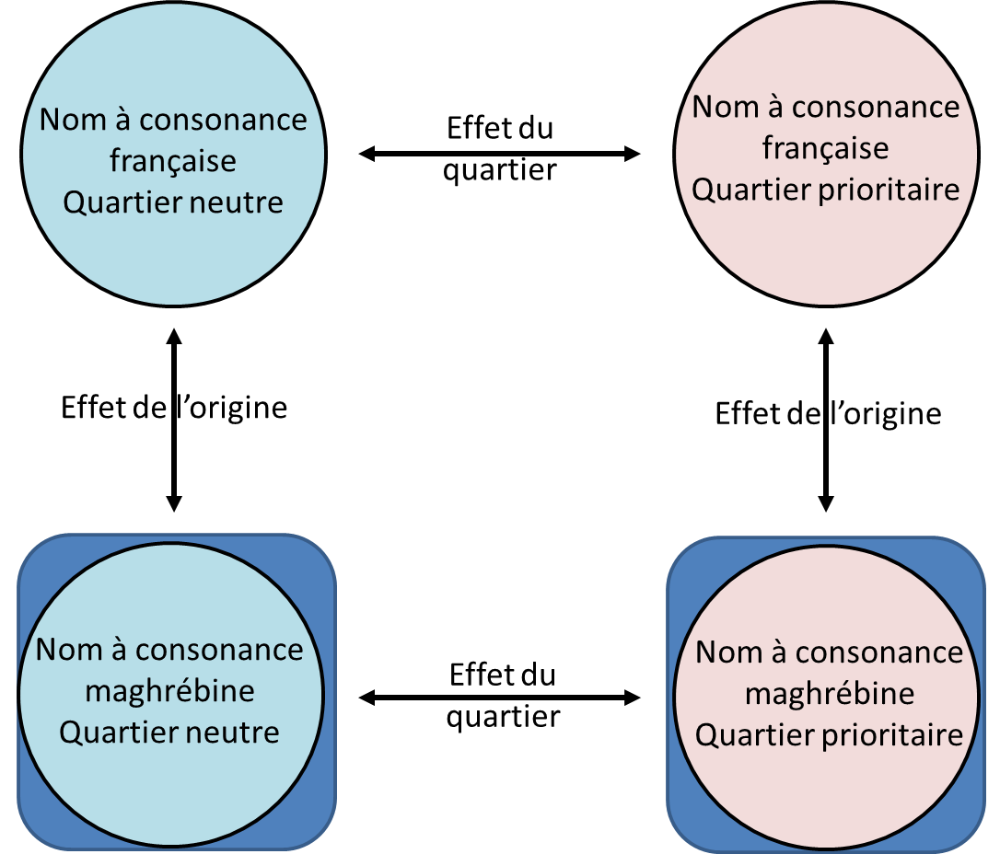 Nom à consonance
française
Quartier neutre
Effet du
quartier
Nom à consonance
française
Quartier prioritaire
Effet de l’origine
Effet de l’origine
Nom à consonance
maghrébine
Quartier neutre
Effet du
quartier
Nom à consonance
maghrébine
Quartier prioritaire